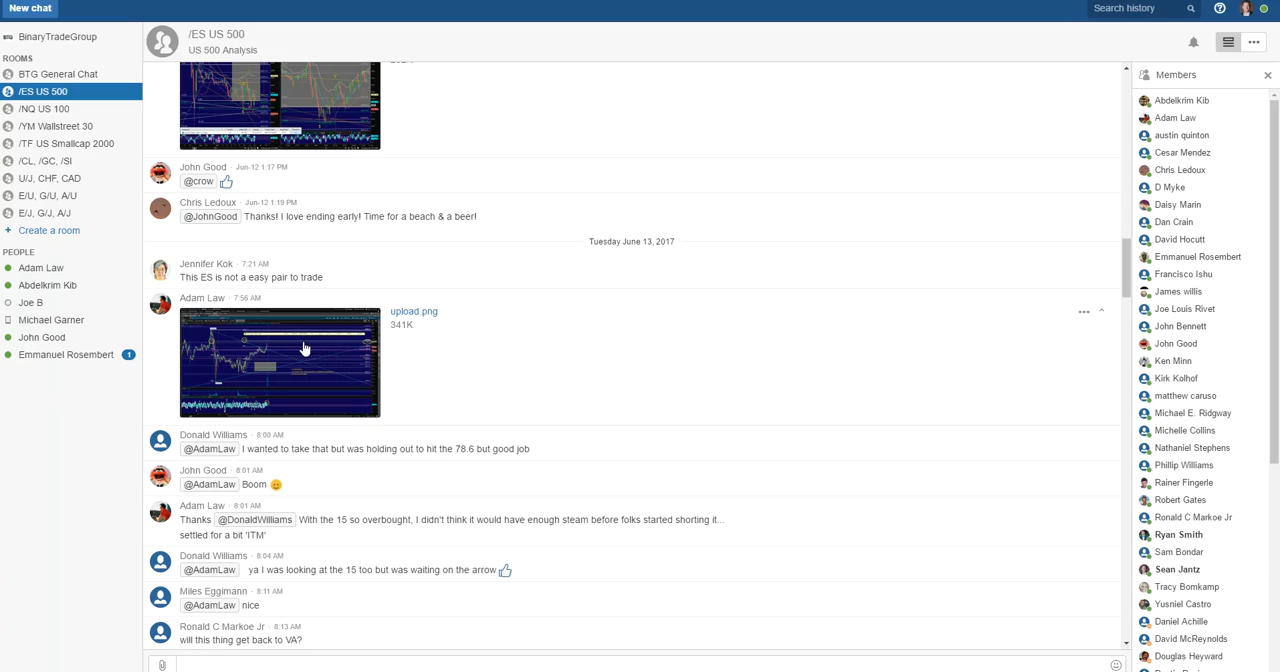 New chat
Search history
BinaryTradeGroup
ROOMS
BTG General Chat
/ES US 500
/NQ US 100
/YM Wallstreet 30
/TF US Smallcap 2000
/CL, /GC, /SI
U/J, CHF, CAD
E/U, G/U, A/U
E/J, G/J, A/J
+ Create a room
PEOPLE
Adam Law
Abdelkrim Kib
Joe B
Michael Garner
John Good
Emmanuel Rosembert 1
/ES US 500
US 500 Analysis
John Good · Jun-12 1:17 PM
@crow
Chris Ledoux · Jun-12 1:19 PM
@JohnGood Thanks! I love ending early! Time for a beach & a beer!
Tuesday June 13, 2017
Jennifer Kok · 7:21 AM
This ES is not a easy pair to trade
Adam Law · 7:56 AM
upload.png
341K
Donald Williams · 8:00 AM
@AdamLaw I wanted to take that but was holding out to hit the 78.6 but good job
John Good · 8:01 AM
@AdamLaw Boom
Adam Law · 8:01 AM
Thanks @DonaldWilliams With the 15 so overbought, I didn't think it would have enough steam before folks started shorting it...
settled for a bit 'ITM'
Donald Williams · 8:04 AM
@AdamLaw ya I was looking at the 15 too but was waiting on the arrow
Miles Eggimann · 8:11 AM
@AdamLaw nice
Ronald C Markoe Jr · 8:13 AM
will this thing get back to VA?
Members
Abdelkrim Kib
Adam Law
austin quinton
Cesar Mendez
Chris Ledoux
D Myke
Daisy Marin
Dan Crain
David Hocutt
Emmanuel Rosembert
Francisco Ishu
James willis
Joe Louis Rivet
John Bennett
John Good
Ken Minn
Kirk Kolhof
matthew caruso
Michael E. Ridgway
Michelle Collins
Nathaniel Stephens
Phillip Williams
Rainer Fingerle
Robert Gates
Ronald C Markoe Jr
Ryan Smith
Sam Bondar
Sean Jantz
Tracy Bomkamp
Yusniel Castro
Daniel Achille
David McReynolds
Douglas Heyward